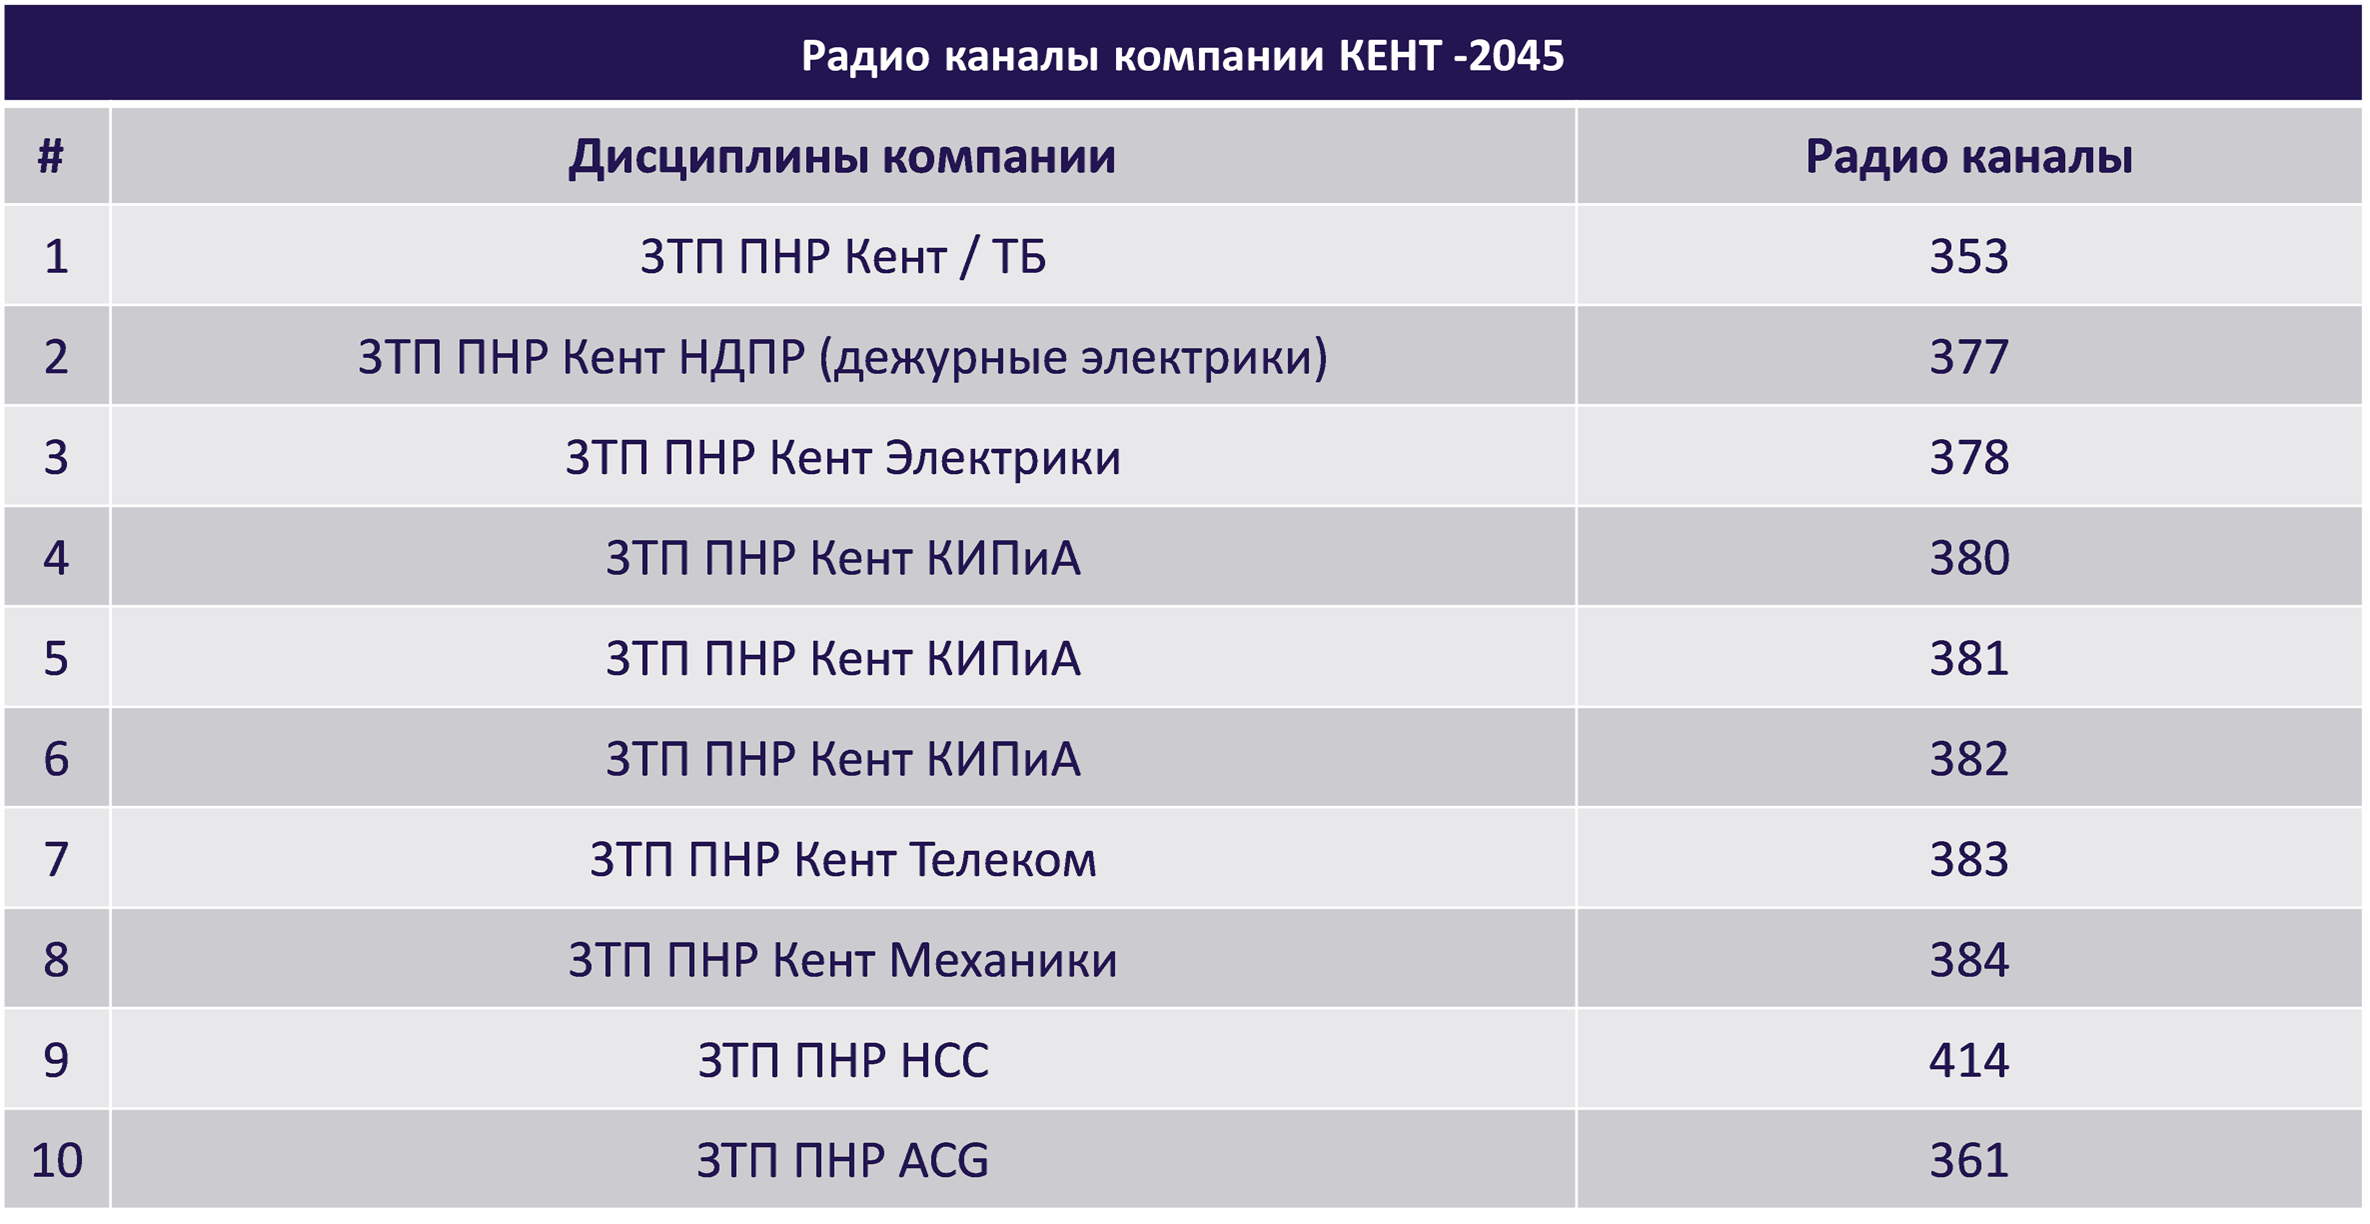 Радио каналы компании КЕНТ -2045
# Дисциплины компании Радио каналы
1 ЗТП ПНР Кент / ТБ 353
2 ЗТП ПНР Кент НДПР (дежурные электрики) 377
3 ЗТП ПНР Кент Электрики 378
4 ЗТП ПНР Кент КИПиА 380
5 ЗТП ПНР Кент КИПиА 381
6 ЗТП ПНР Кент КИПиА 382
7 ЗТП ПНР Кент Телеком 383
8 ЗТП ПНР Кент Механики 384
9 ЗТП ПНР НСС 414
10 ЗТП ПНР ACG 361